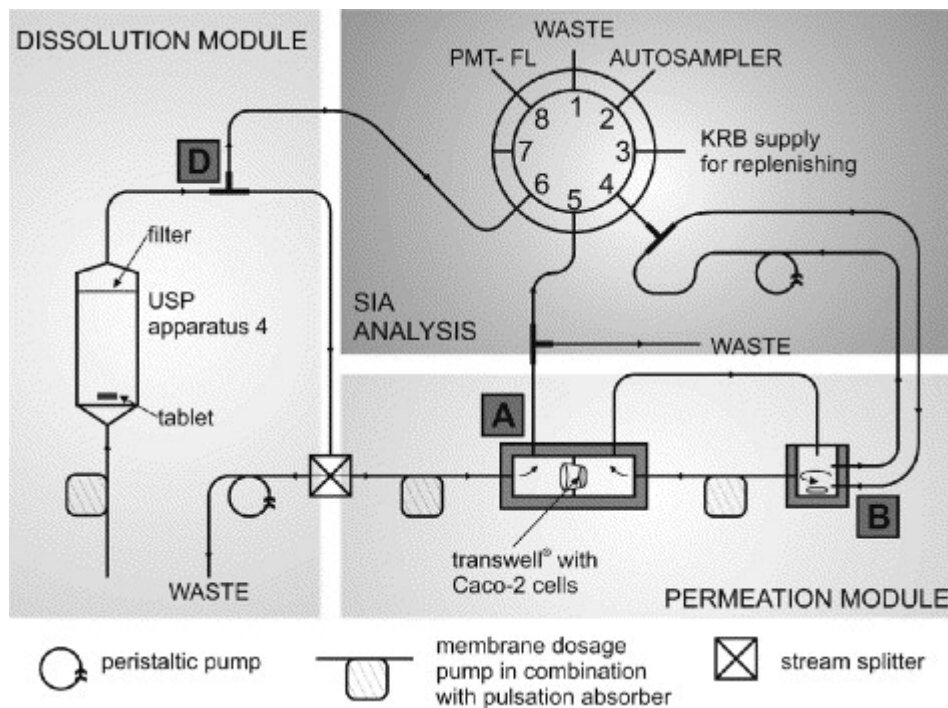 DISSOLUTION MODULE
WASTE
PMT- FL
AUTOSAMPLER
1
2
3
4
5
6
7
8
KRB supply
for replenishing
D
filter
USP
apparatus 4
tablet
SIA
ANALYSIS
WASTE
A
B
transwell® with
Caco-2 cells
WASTE
PERMEATION MODULE
peristaltic pump
membrane dosage
pump in combination
with pulsation absorber
stream splitter